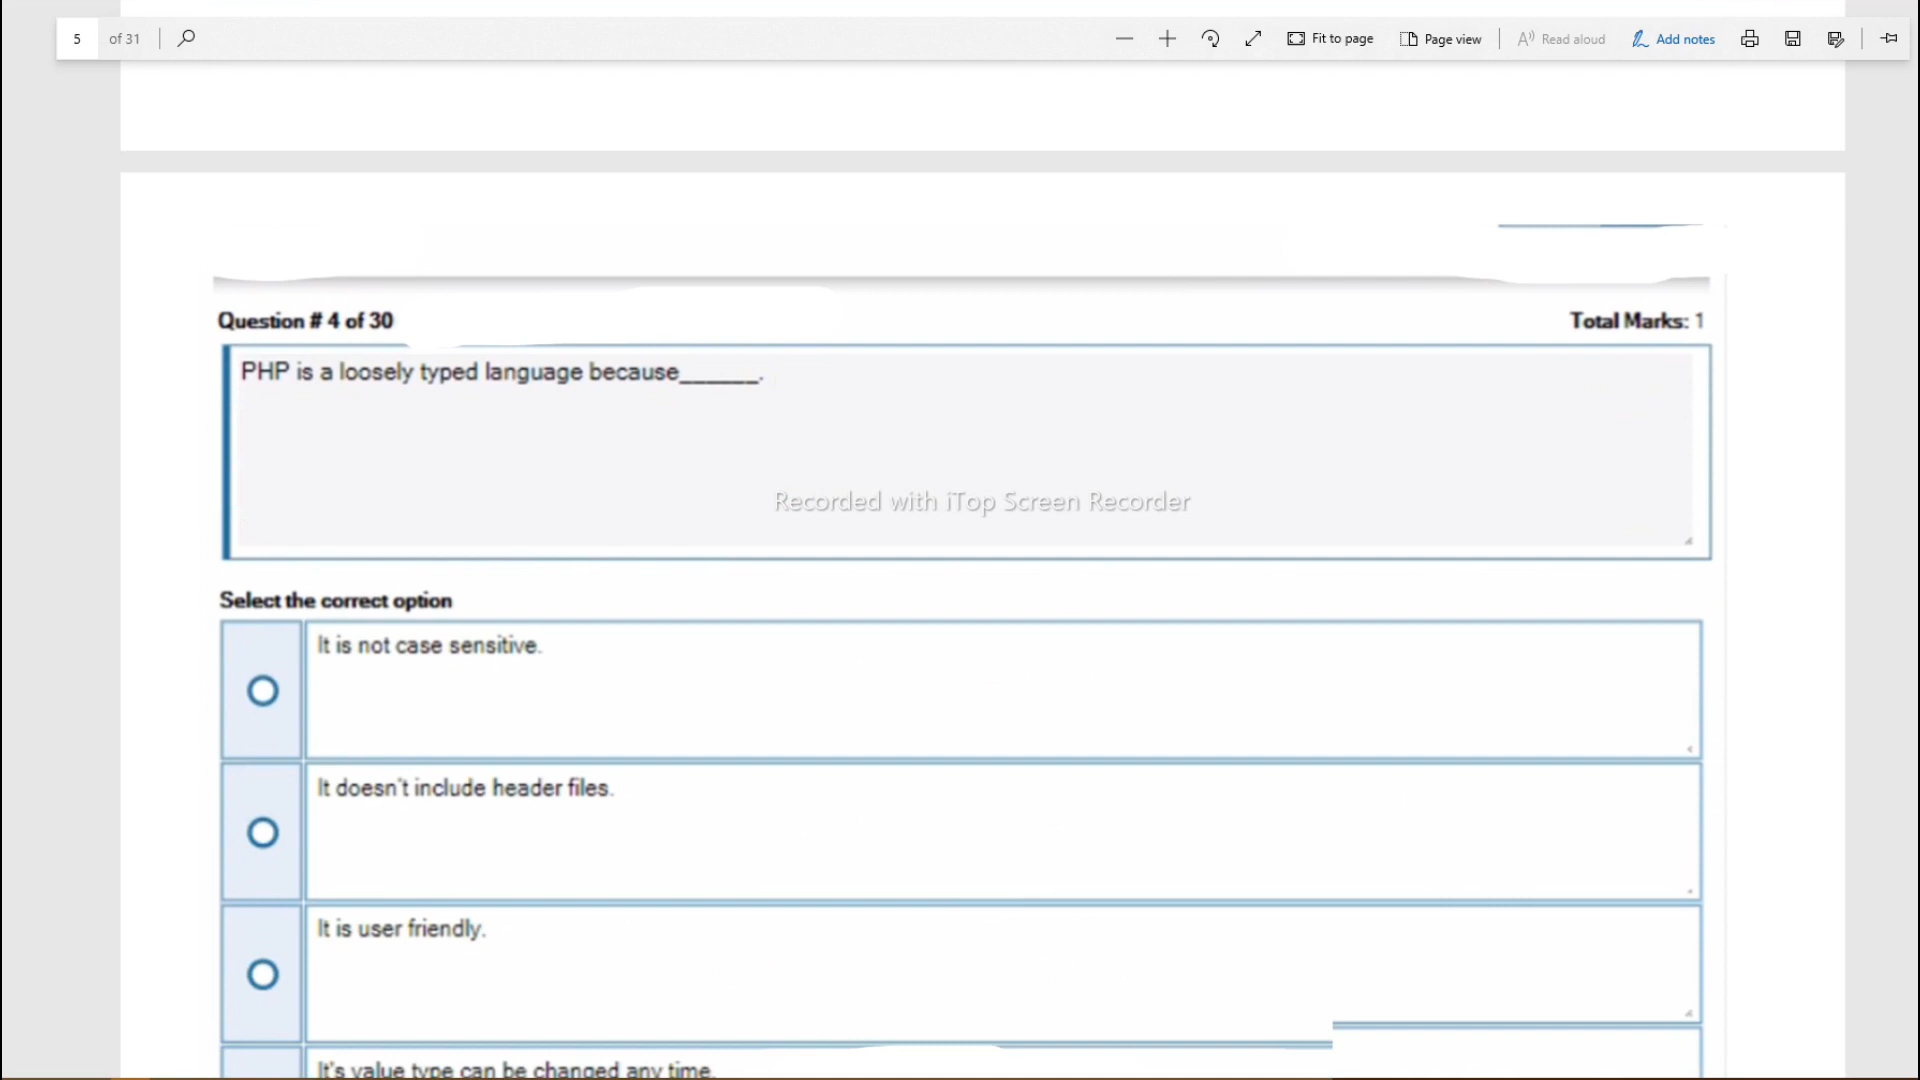 5 of 31
Fit to page
Page view
Read aloud
Add notes
Question # 4 of 30
Total Marks: 1
PHP is a loosely typed language because______.
Recorded with iTop Screen Recorder
Select the correct option
It is not case sensitive.
It doesn't include header files.
It is user friendly.
It's value type can be changed any time.